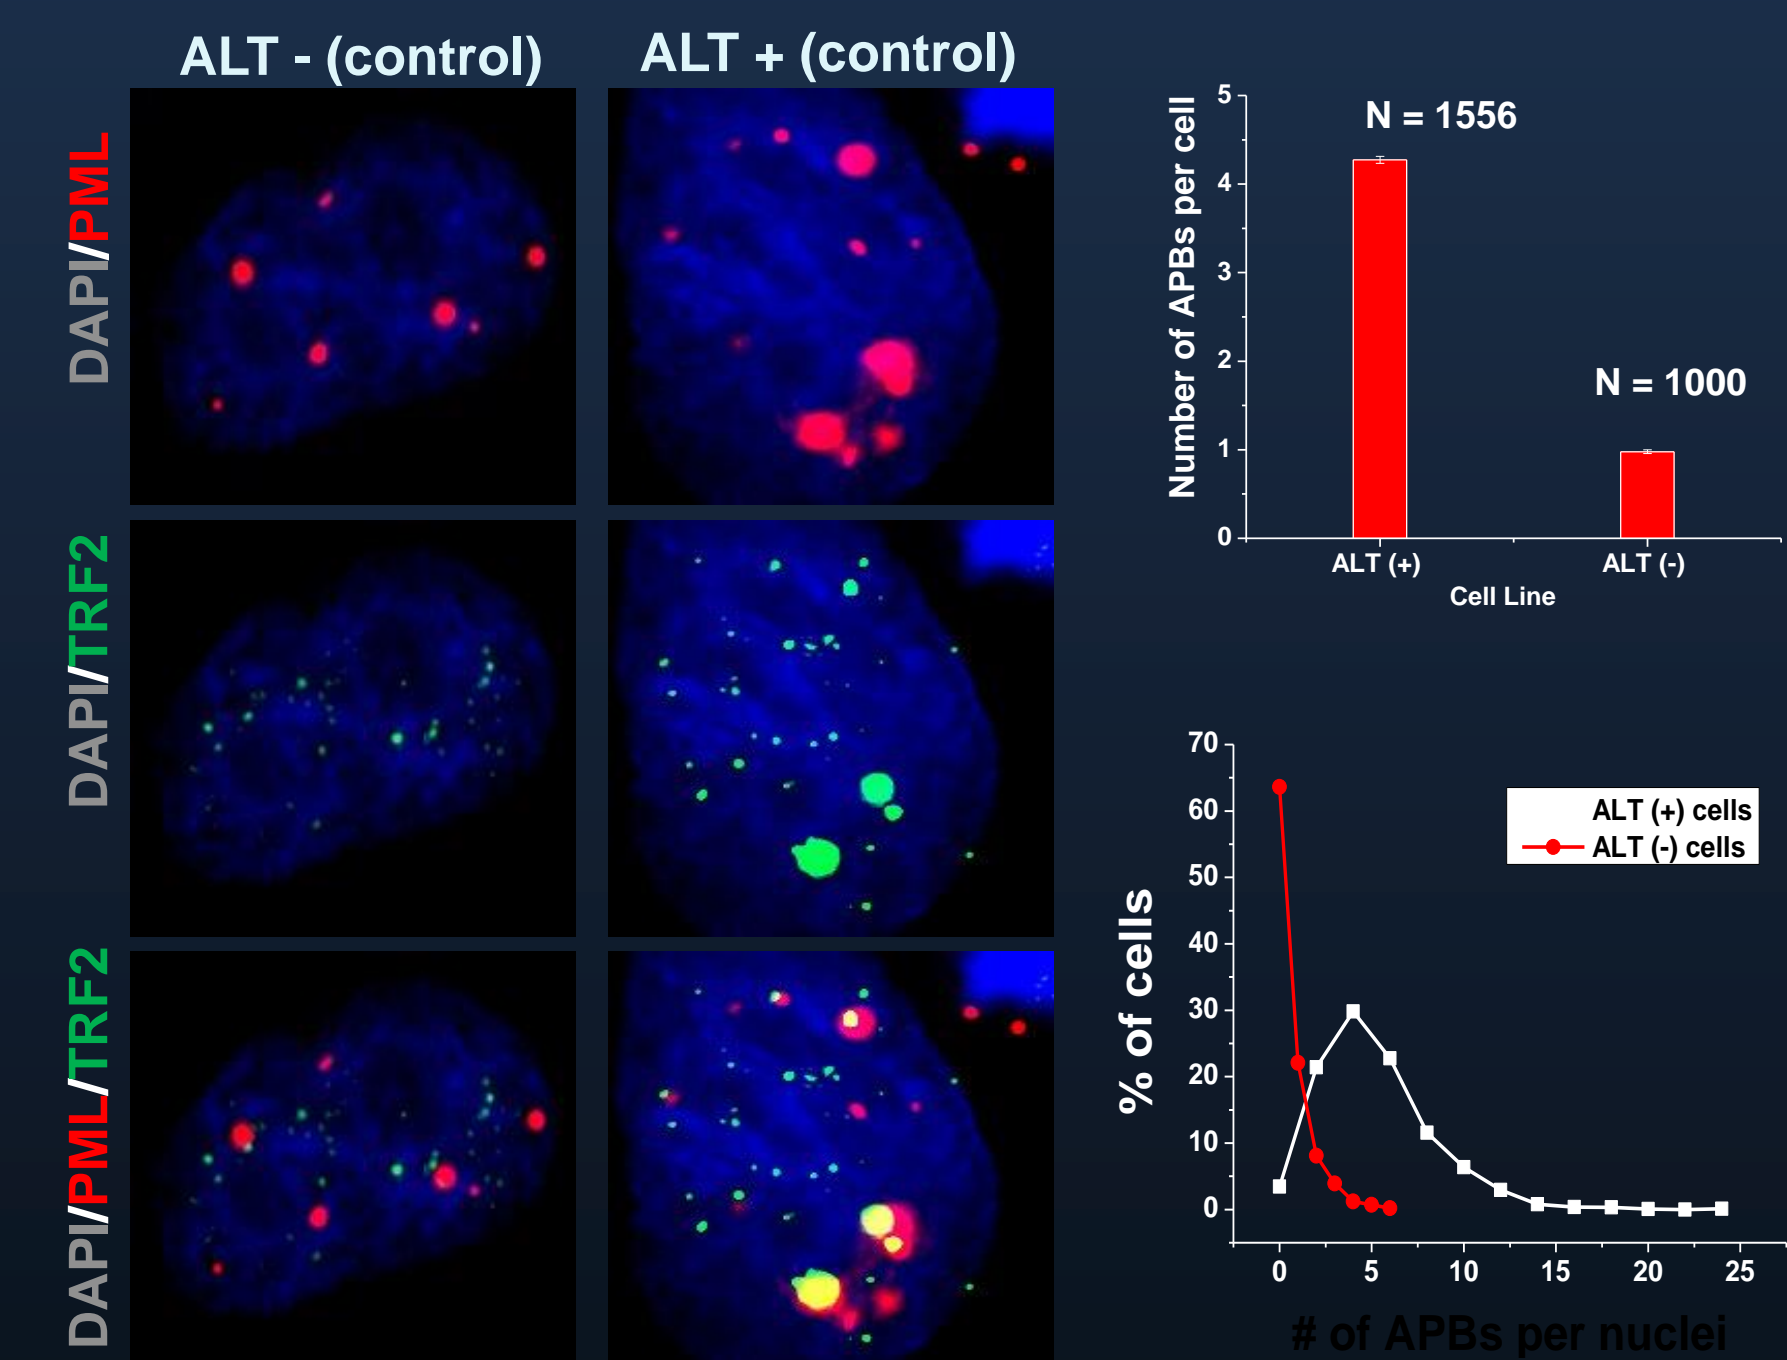 ALT - (control)
ALT + (control)
DAPI/PML
DAPI/TRF2
DAPI/PML/TRF2
Number of APBs per cell
5
4
3
2
1
0
N = 1556
N = 1000
ALT (+)
ALT (-)
Cell Line
% of cells
70
60
50
40
30
20
10
0
ALT (+) cells
ALT (-) cells
0 5 10 15 20 25
# of APBs per nuclei